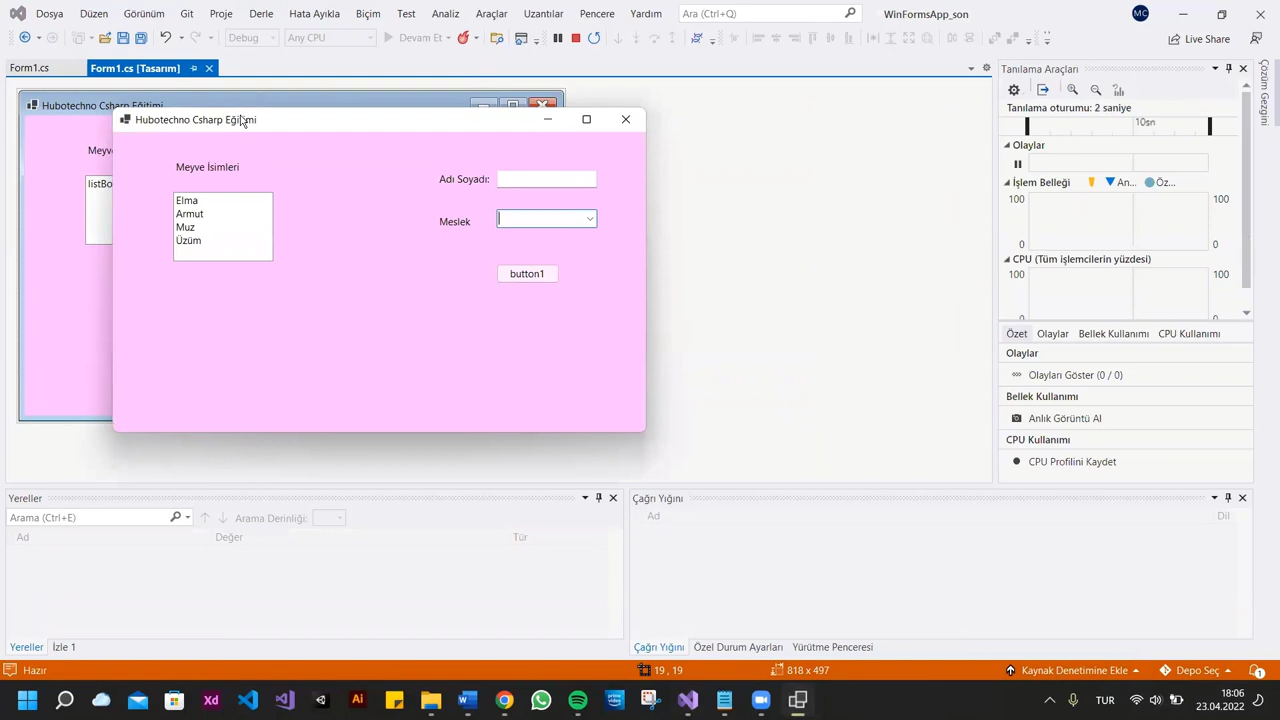 Dosya Düzen Görünüm Git Proje Derle Hata Ayıkla Biçim Test Analiz Araçlar Uzantılar Pencere Yardım Ara (Ctrl+Q) WinFormsApp_son MC
Debug Any CPU Devam Et Live Share
Form1.cs Form1.cs [Tasarım]
Hubotechno Csharp Eğitimi
Meyve
listBo
Hubotechno Csharp Eğitimi
Meyve İsimleri
Elma
Armut
Muz
Üzüm
Adı Soyadı:
Meslek
button1
Tanılama Araçları
Tanılama oturumu: 2 saniye
10sn
Olaylar
İşlem Belleği An... Öz...
100 100
0 0
CPU (Tüm işlemcilerin yüzdesi)
100 100
0 0
Özet Olaylar Bellek Kullanımı CPU Kullanımı
Olaylar
Olayları Göster (0 / 0)
Bellek Kullanımı
Anlık Görüntü Al
CPU Kullanımı
CPU Profilini Kaydet
Çözüm Gezgini
Yereller
Arama (Ctrl+E) Arama Derinliği:
Ad Değer Tür
Yereller İzle 1
Çağrı Yığını
Ad Dil
Çağrı Yığını Özel Durum Ayarları Yürütme Penceresi
Hazır 19 , 19 818 x 497 Kaynak Denetimine Ekle Depo Seç 1
Xd Ai TUR 18:06
23.04.2022